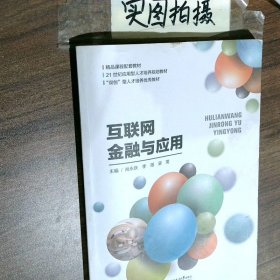 实图拍摄
精品课程配套教材
21世纪应用型人才培养规划教材
“双创”型人才培养优秀教材
互联网
金融与应用
HULIANWANG
JINRONG YU
YINGYONG
主编